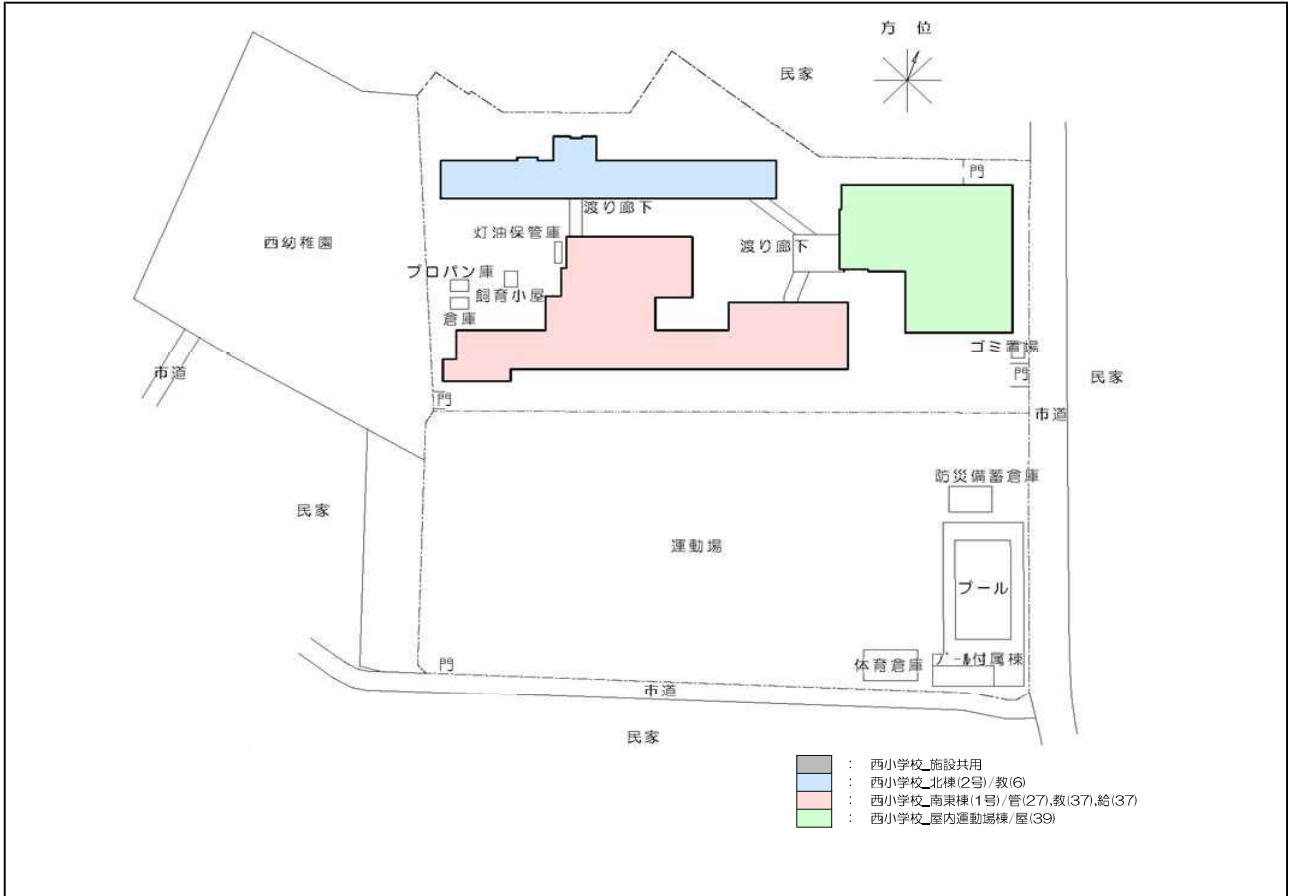 方位
民家
門
渡り廊下
灯油保管庫
渡り廊下
西幼稚園
プロパン庫
飼育小屋
倉庫
ゴミ置場
門
民家
市道
門
市道
防災備蓄倉庫
民家
運動場
プール
体育倉庫
プール付属棟
門
市道
民家
: 西小学校_施設共用
: 西小学校_北棟(2号)/教(6)
: 西小学校_南東棟(1号)/管(27),教(37),給(37)
: 西小学校_屋内運動場棟/屋(39)